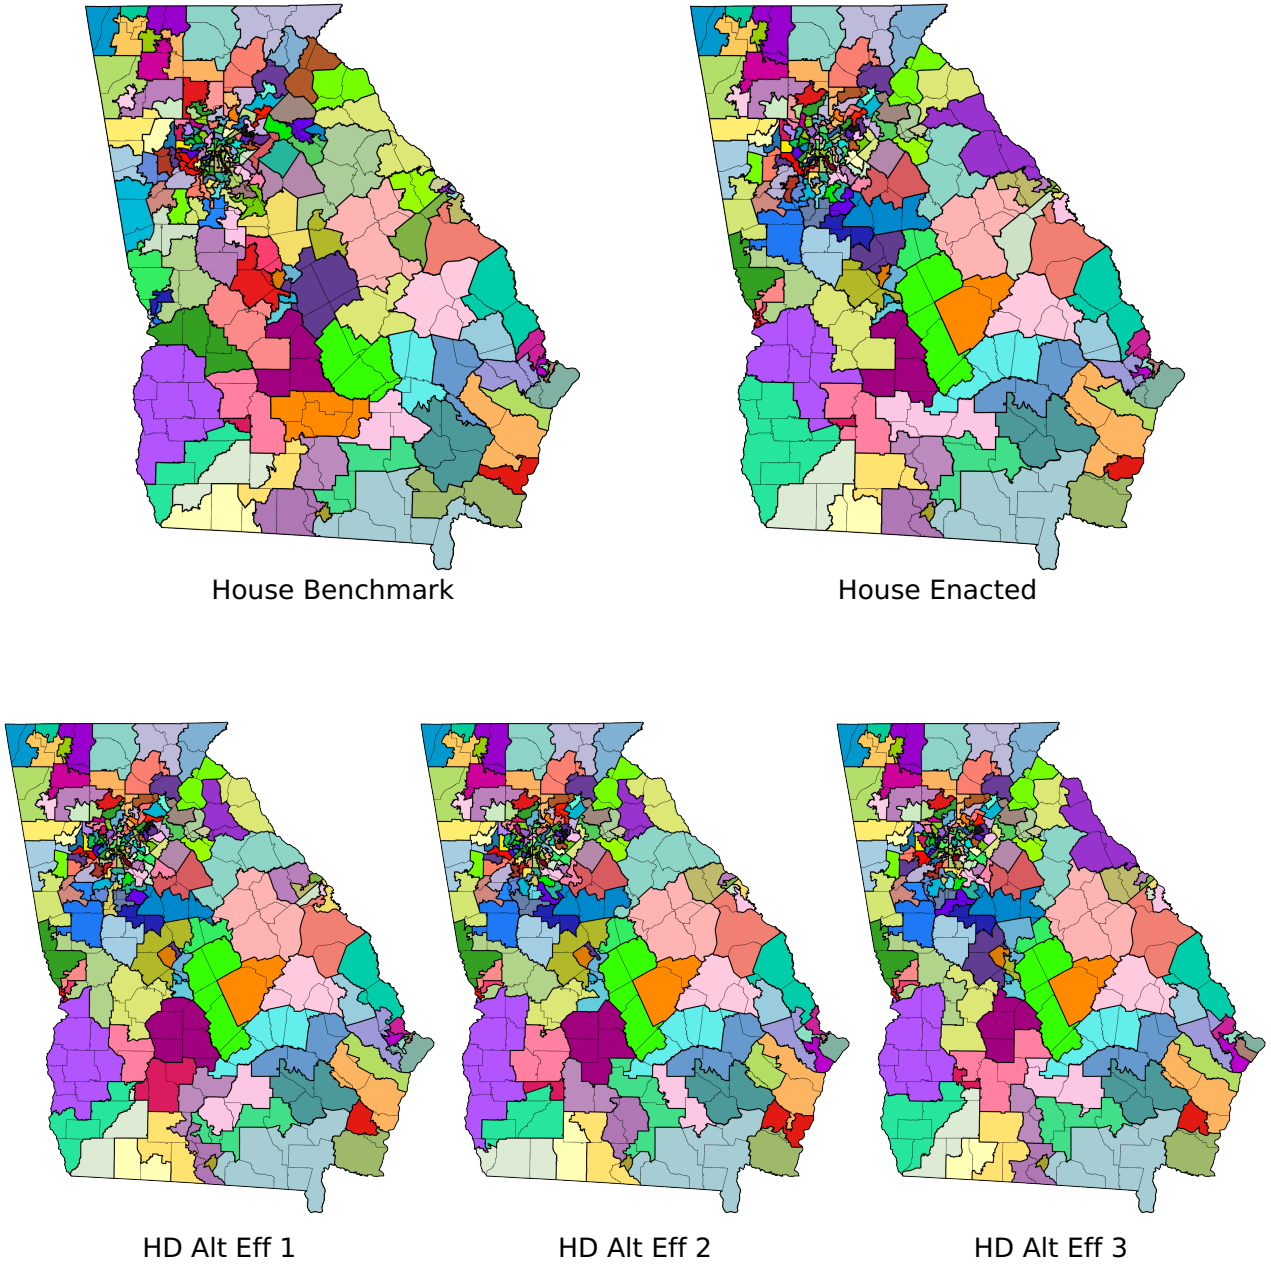 House Benchmark
House Enacted
HD Alt Eff 1
HD Alt Eff 2
HD Alt Eff 3